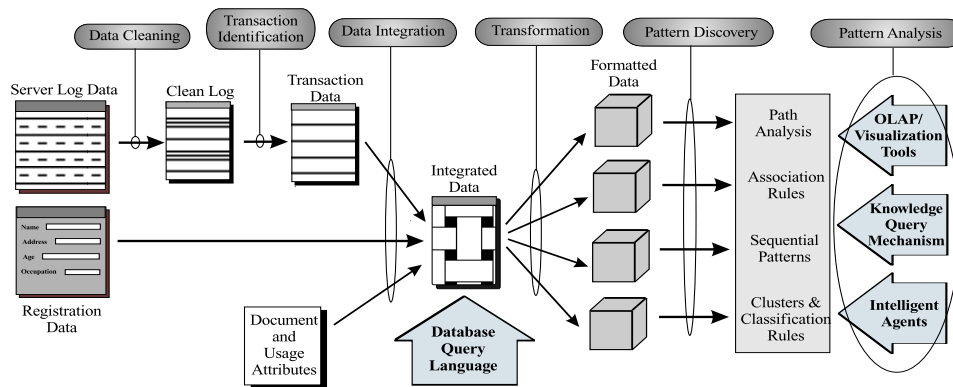 Data Cleaning
Transaction
Identification
Data Integration
Transformation
Pattern Discovery
Pattern Analysis
Server Log Data
Clean Log
Transaction
Data
Formatted
Data
Path
Analysis
OLAP/
Visualization
Tools
Integrated
Data
Association
Rules
Name
Address
Age
Occupation
Knowledge
Query
Mechanism
Sequential
Patterns
Registration
Data
Document
and
Usage
Attributes
Database
Query
Language
Clusters &
Classification
Rules
Intelligent
Agents